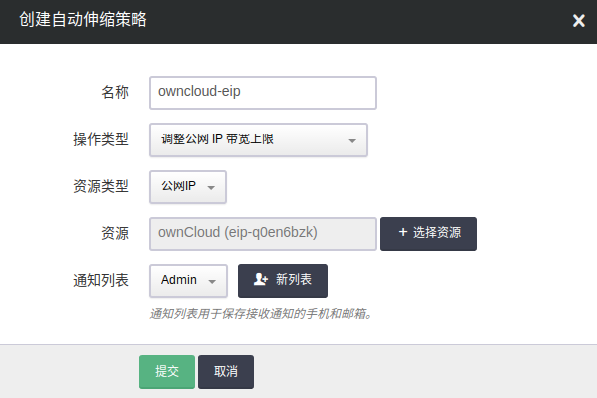 创建自动伸缩策略
名称 owncloud-eip
操作类型 调整公网 IP 带宽上限
资源类型 公网IP
资源 ownCloud (eip-q0en6bzk) + 选择资源
通知列表 Admin 新列表
通知列表用于保存接收通知的手机和邮箱。
提交 取消